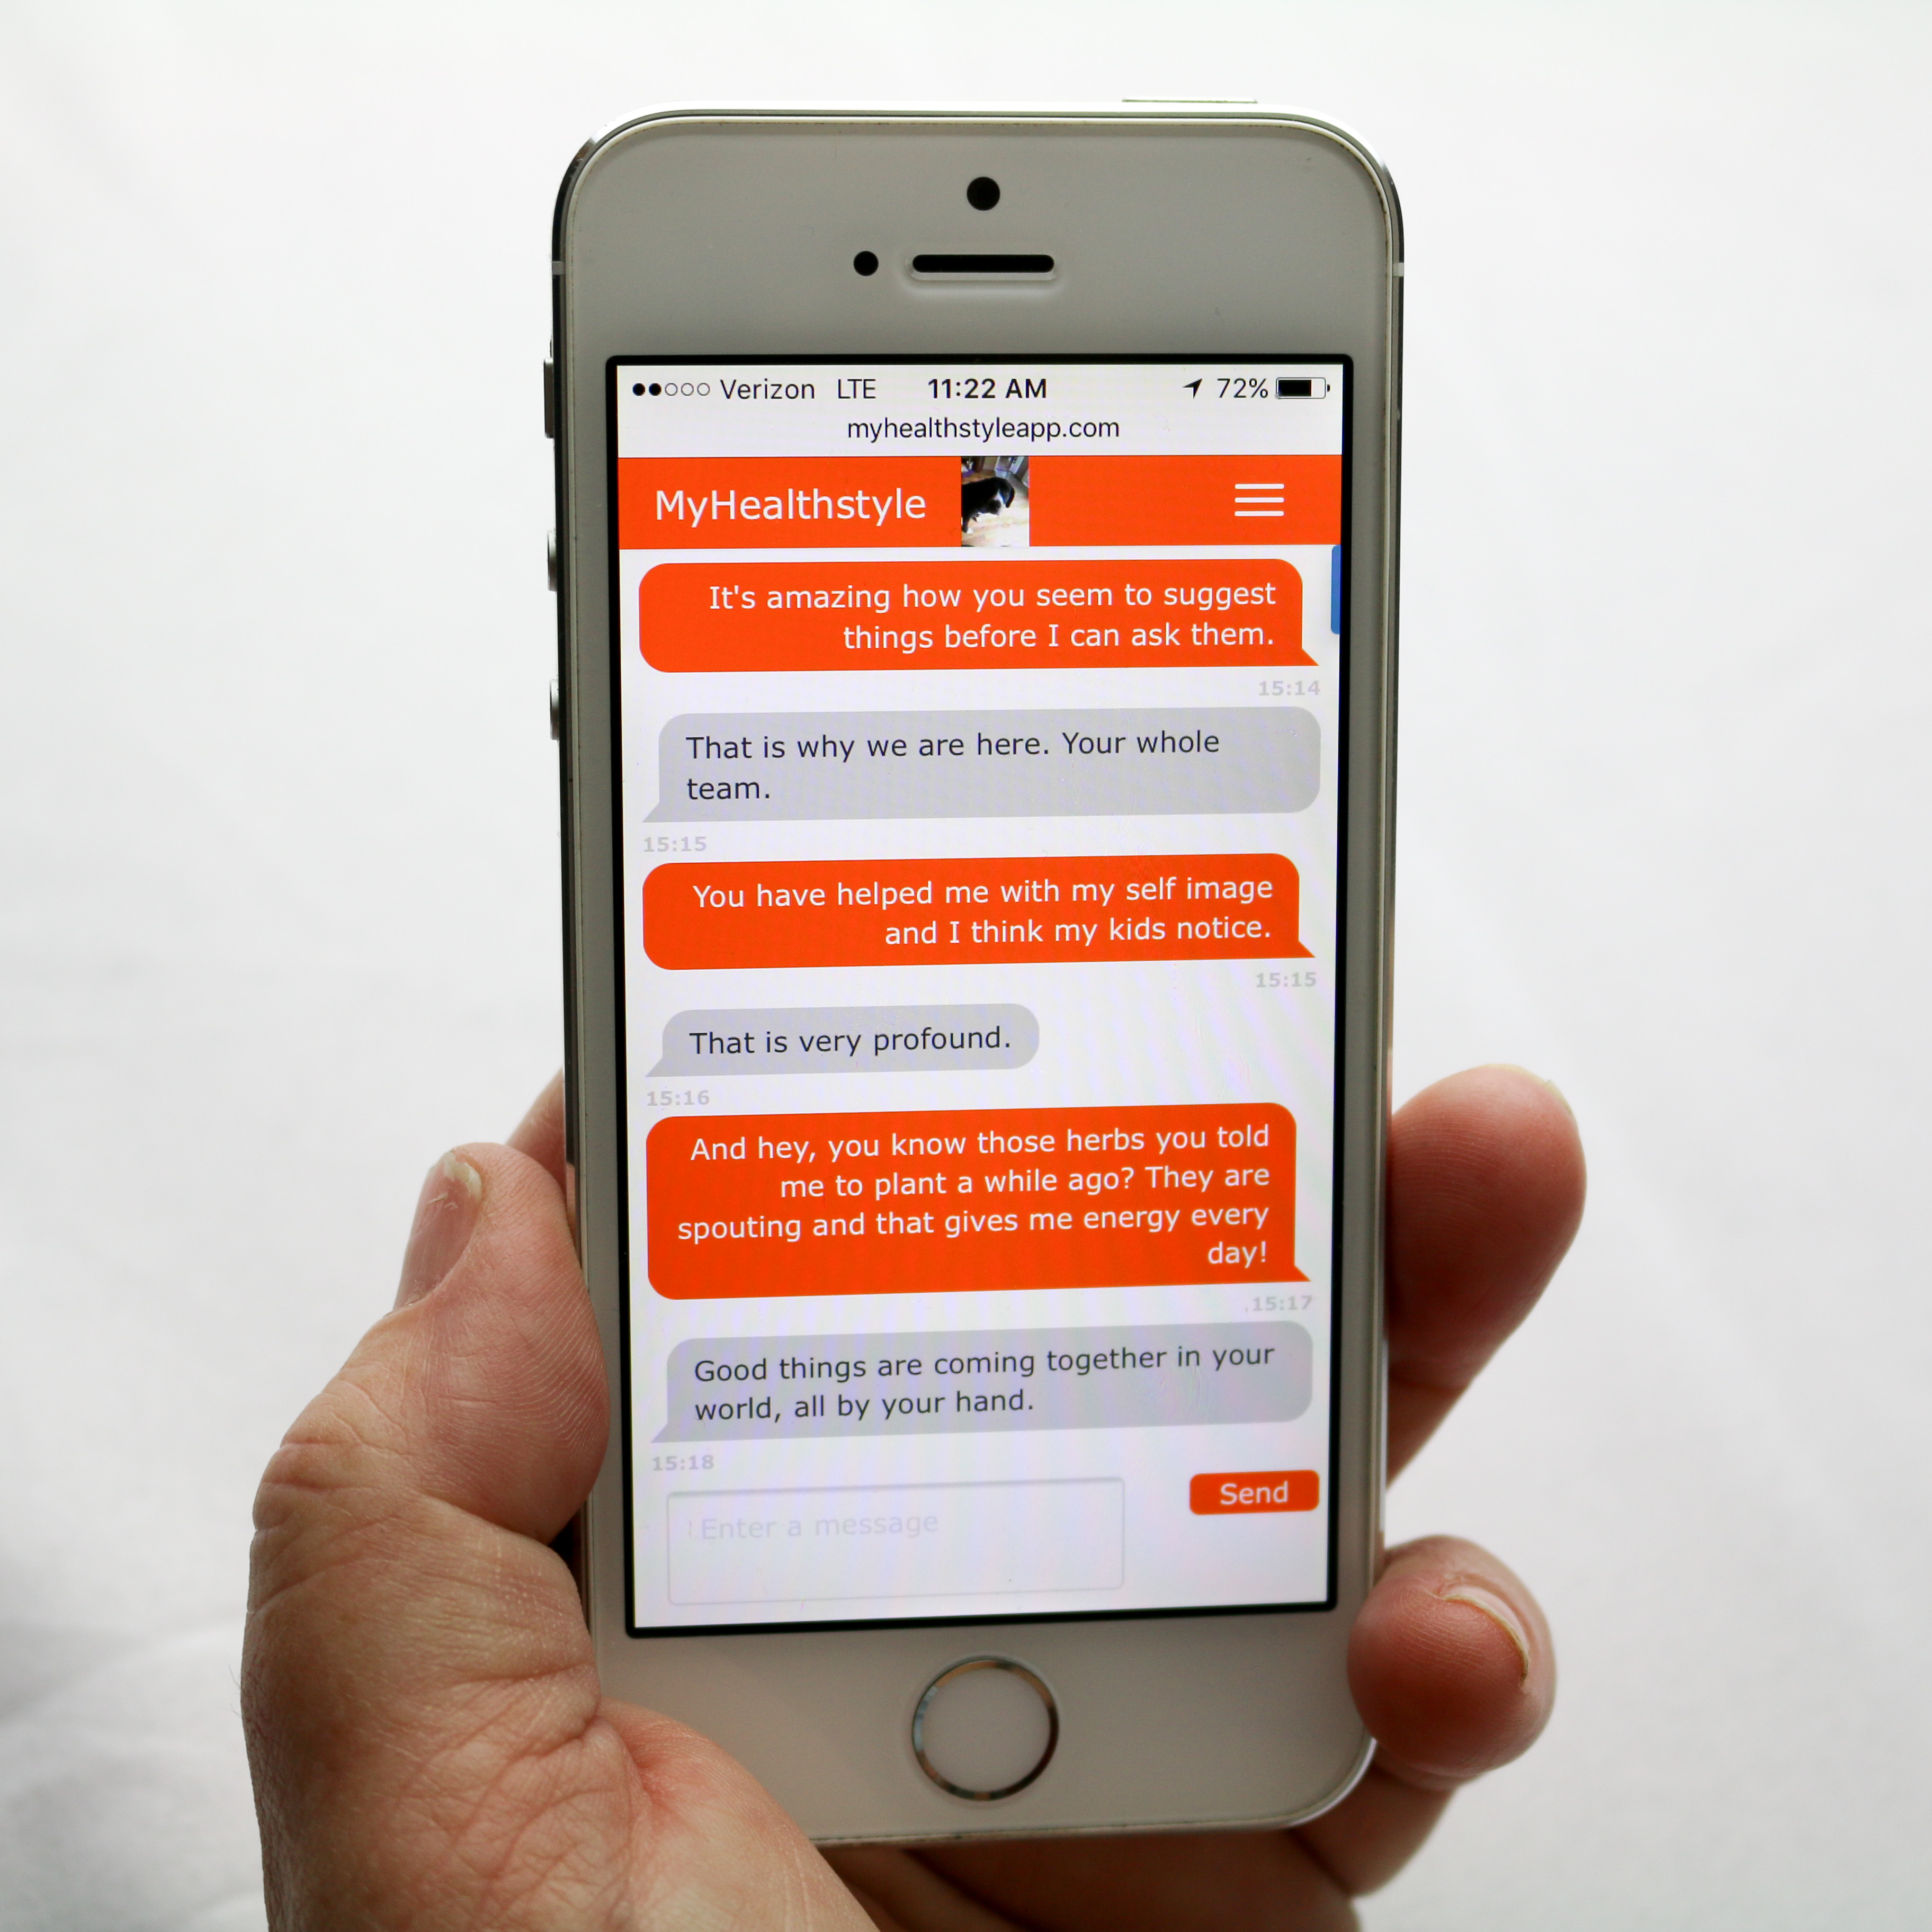 Verizon LTE 11:22 AM 72%
myhealthstyleapp.com
MyHealthstyle
It's amazing how you seem to suggest
things before I can ask them.
15:14
That is why we are here. Your whole
team.
15:15
You have helped me with my self image
and I think my kids notice.
15:15
That is very profound.
15:16
And hey, you know those herbs you told
me to plant a while ago? They are
spouting and that gives me energy every
day!
15:17
Good things are coming together in your
world, all by your hand.
15:18
Send
Enter a message